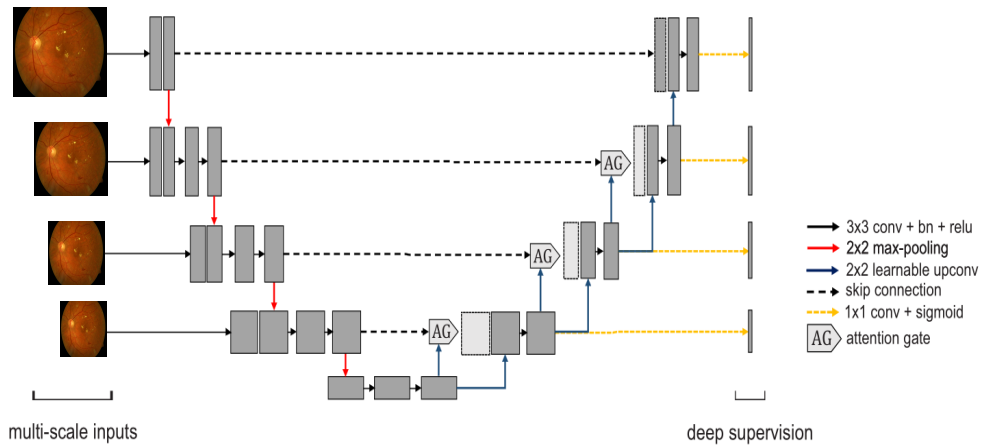 AG
3x3 conv + bn + relu
2x2 max-pooling
AG
2x2 learnable upconv
skip connection
1x1 conv + sigmoid
AG
AG attention gate
multi-scale inputs
deep supervision